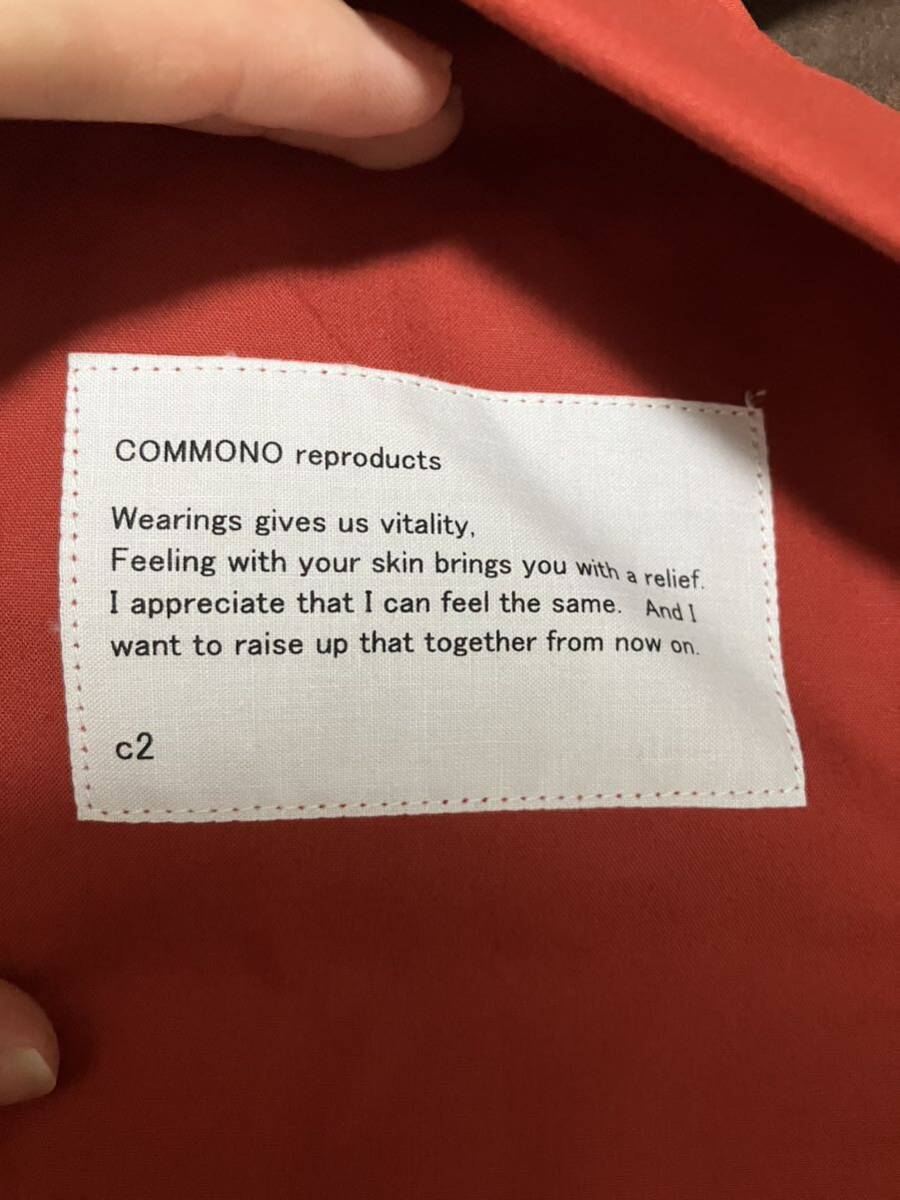 COMMONO reproducts
Wearings gives us vitality,
Feeling with your skin brings you with a relief.
I appreciate that I can feel the same. And I
want to raise up that together from now on.
c2